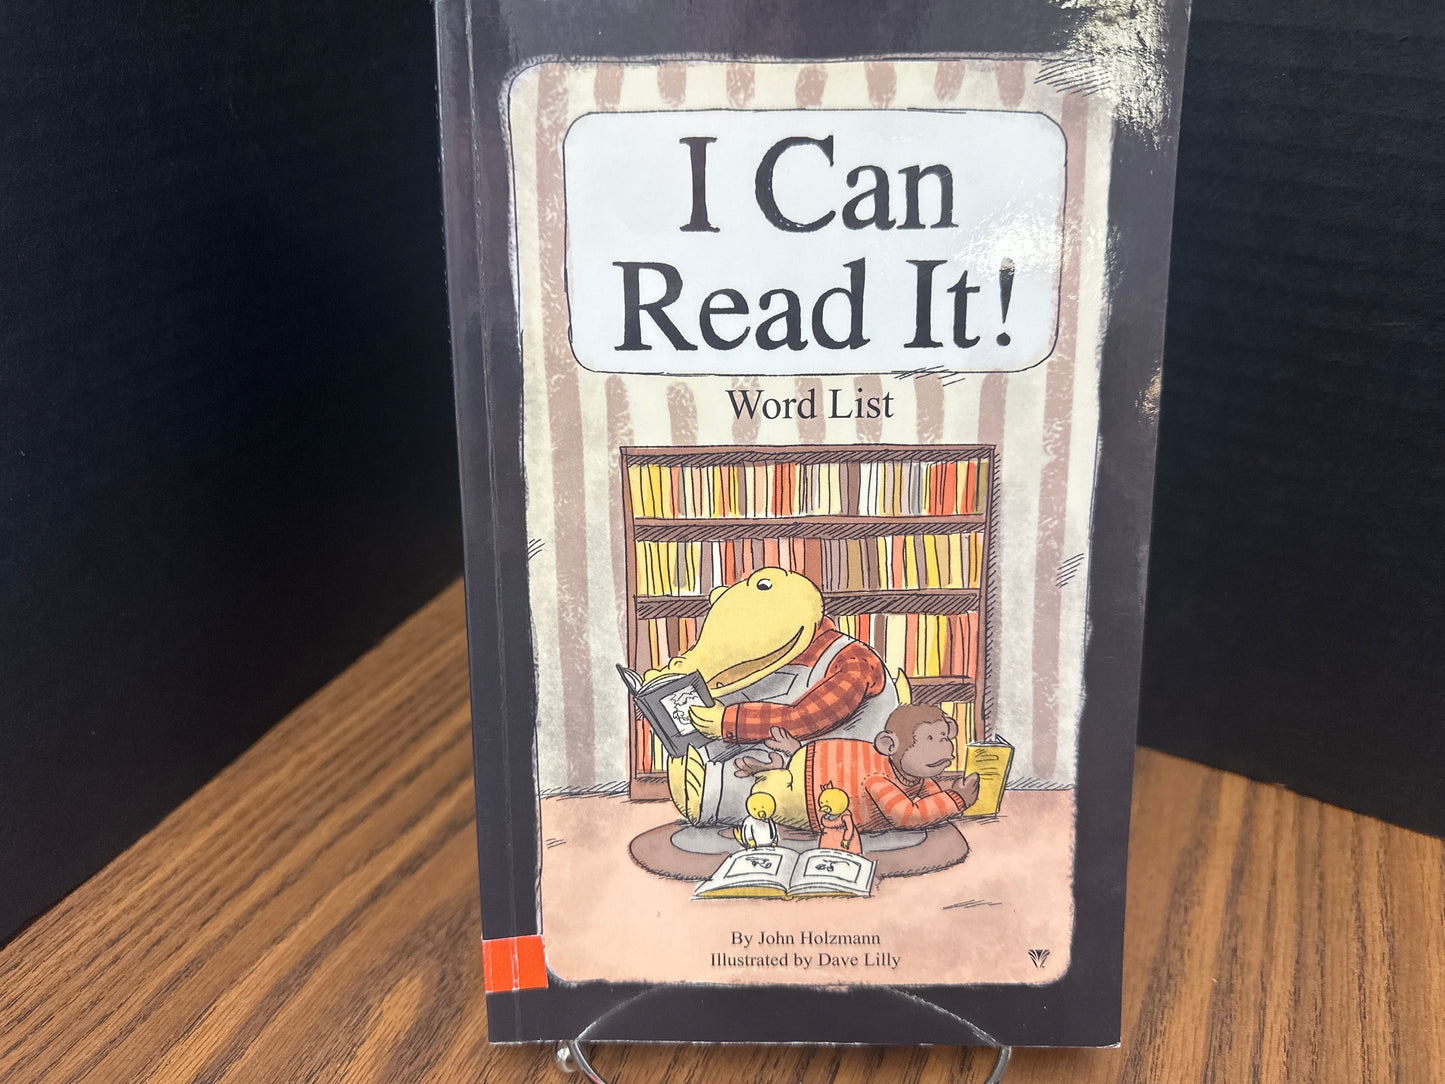 I Can
Read It!
Word List
By John Holzmann
Illustrated by Dave Lilly